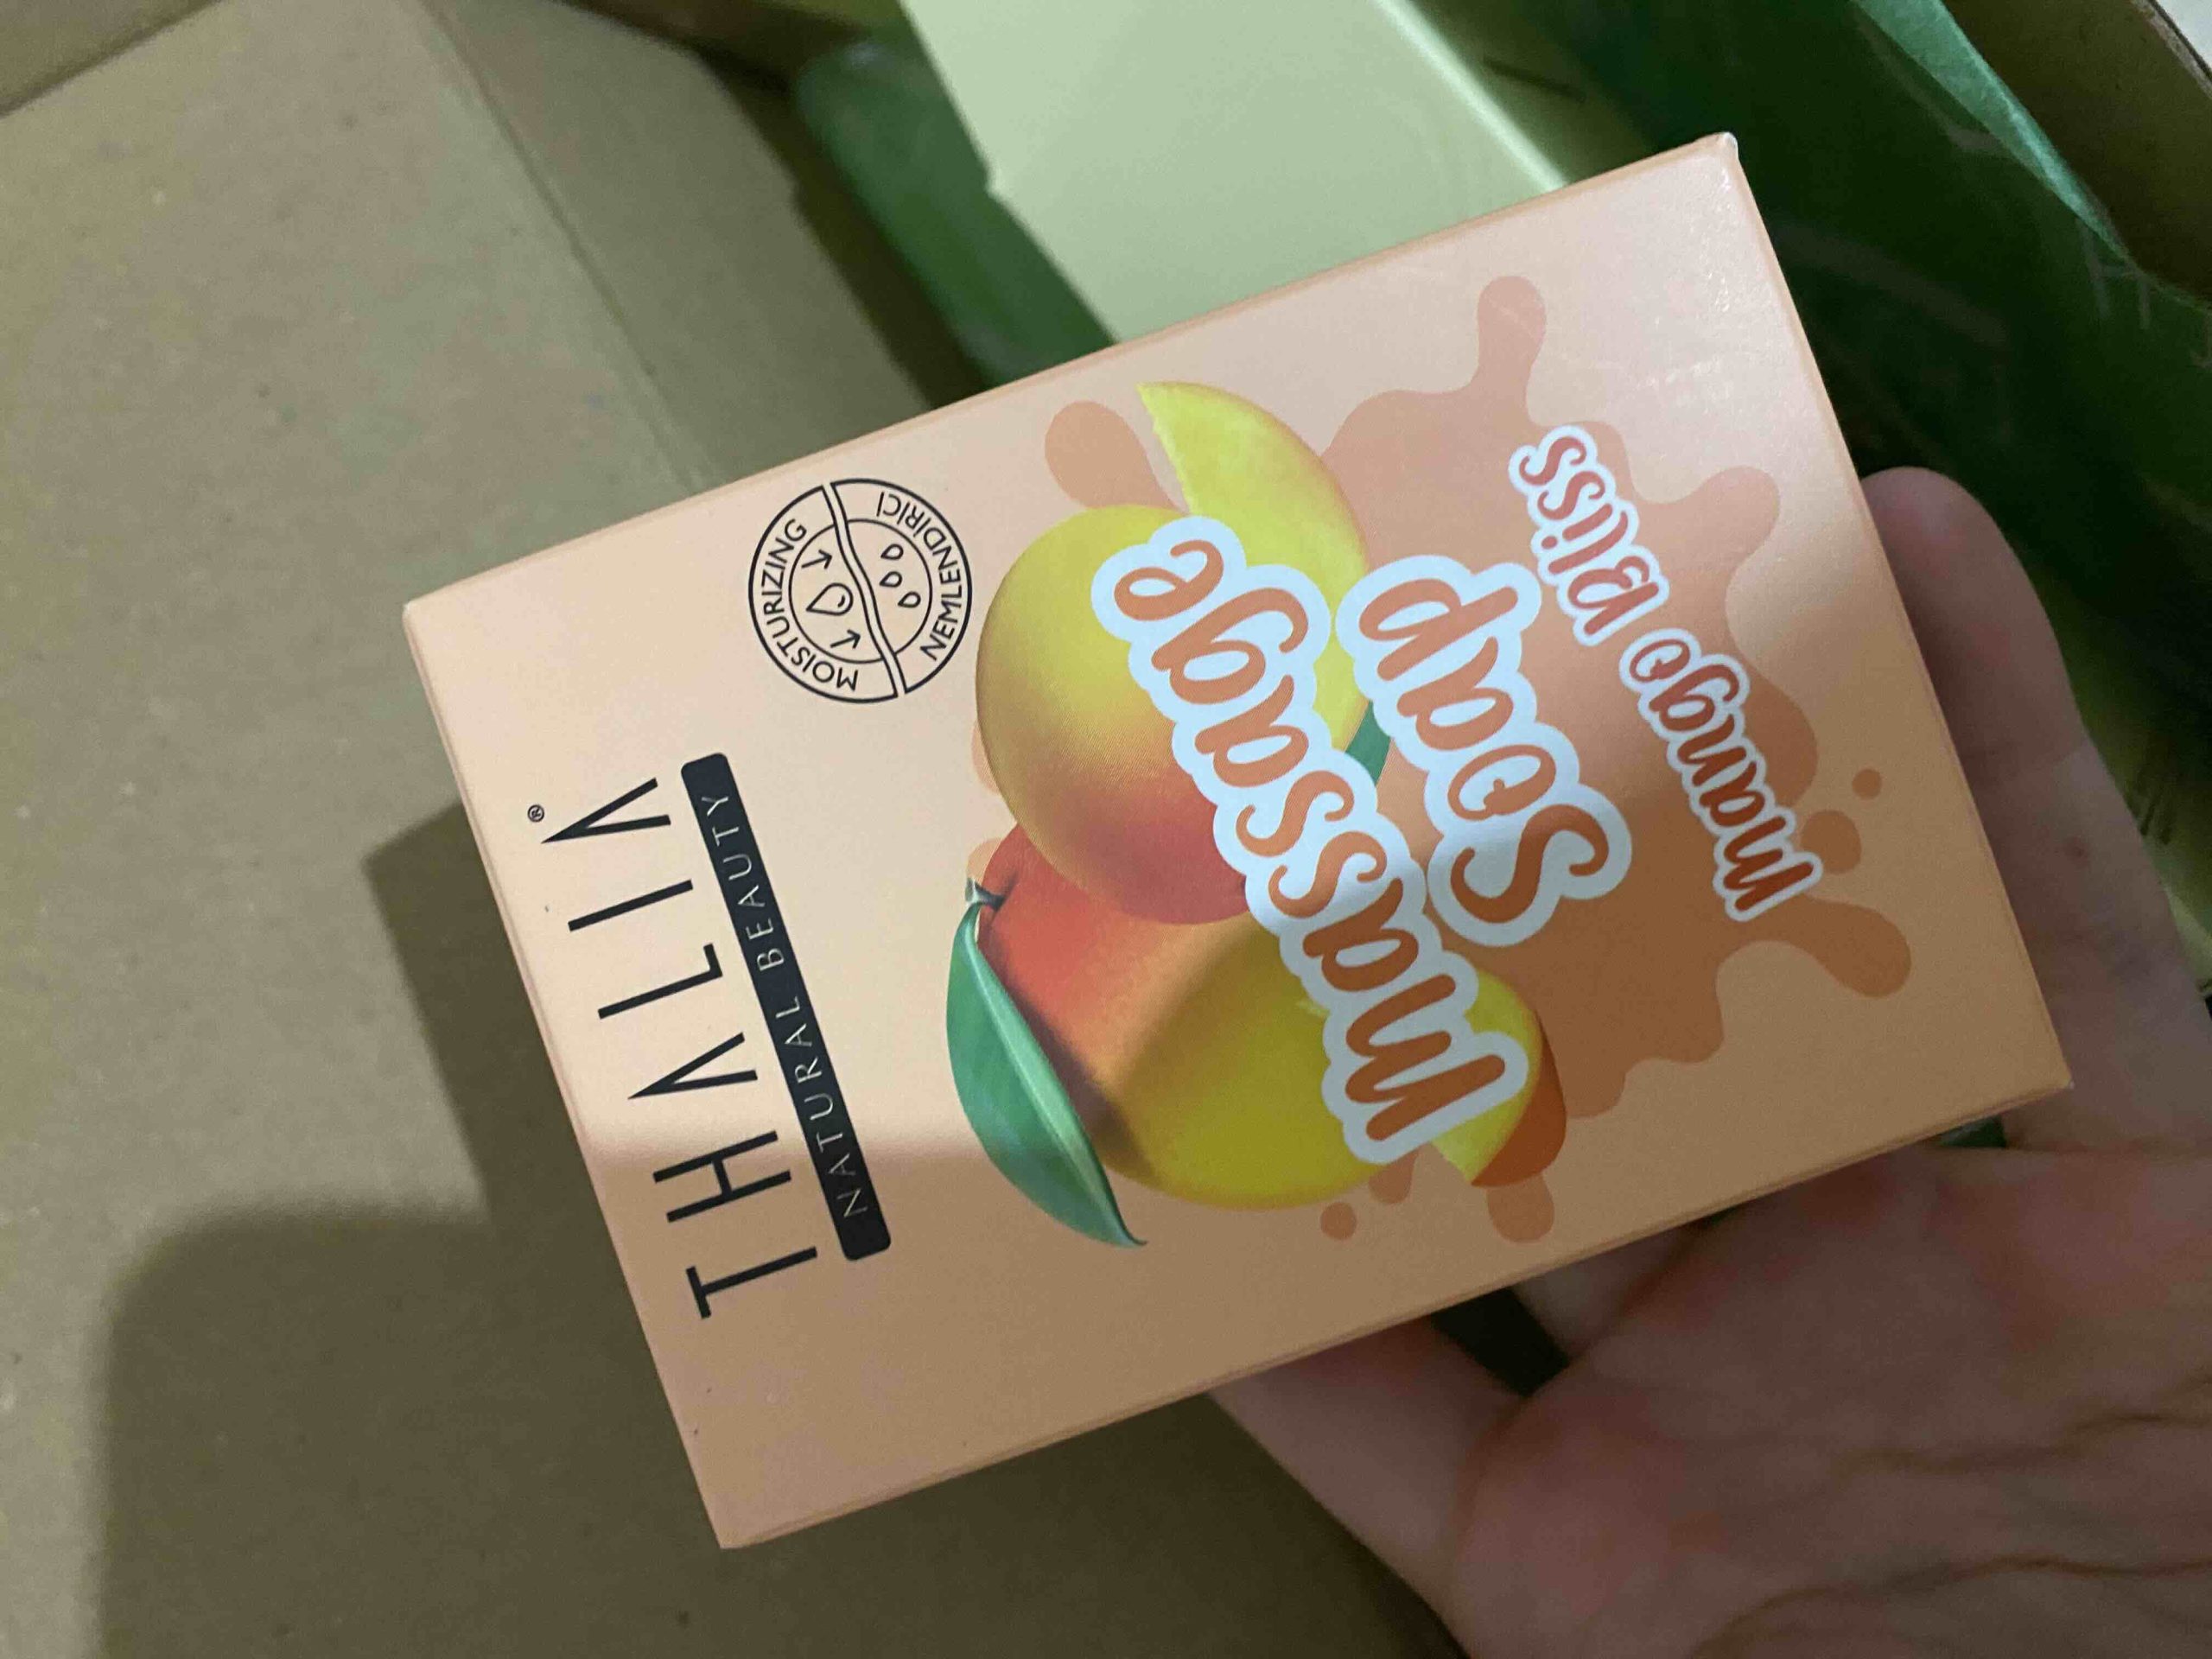 THALIA®
NATURAL BEAUTY
MOISTURIZING
NEMLENDİRİCİ
Massage
Soap
Mango Bliss